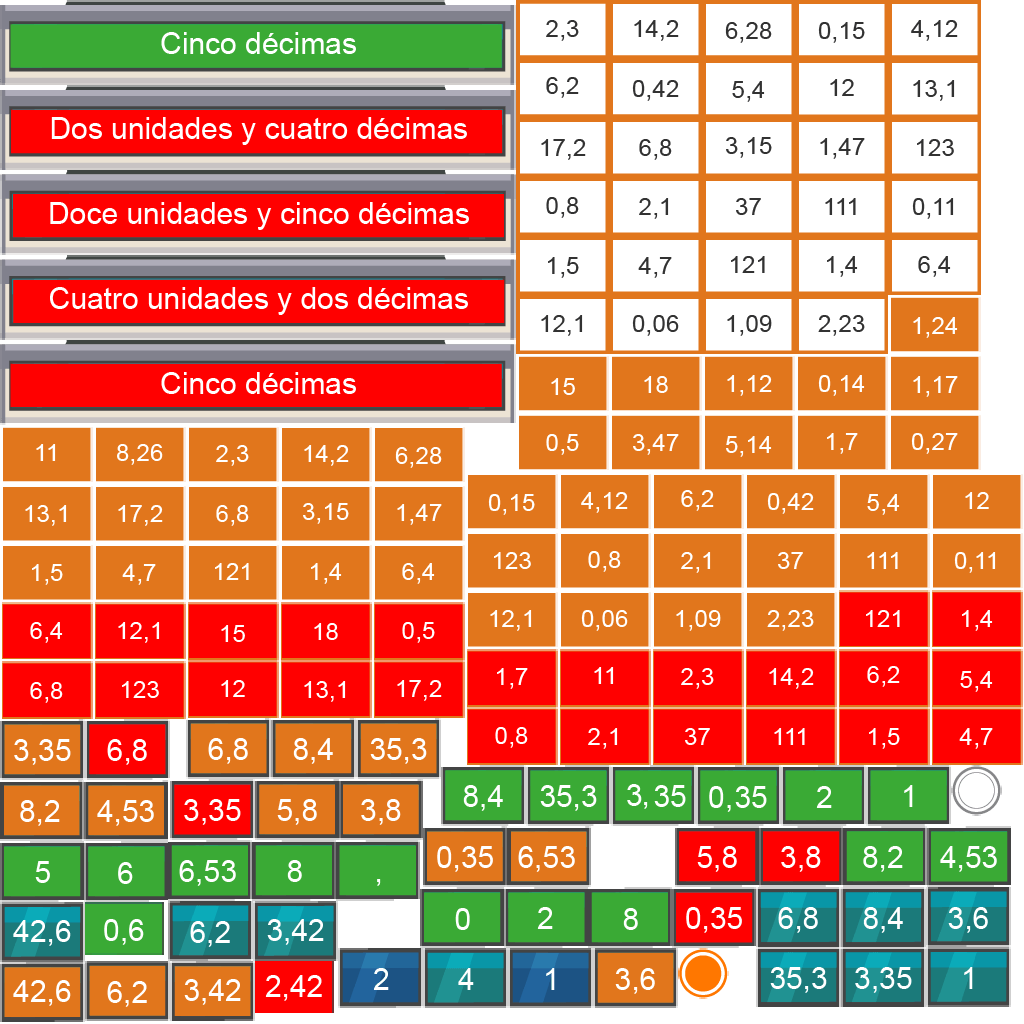 Cinco décimas
Dos unidades y cuatro décimas
Doce unidades y cinco décimas
Cuatro unidades y dos décimas
Cinco décimas
2,3 14,2 6,28 0,15 4,12
6,2 0,42 5,4 12 13,1
17,2 6,8 3,15 1,47 123
0,8 2,1 37 111 0,11
1,5 4,7 121 1,4 6,4
12,1 0,06 1,09 2,23 1,24
15 18 1,12 0,14 1,17
0,5 3,47 5,14 1,7 0,27
11 8,26 2,3 14,2 6,28
13,1 17,2 6,8 3,15 1,47
1,5 4,7 121 1,4 6,4
6,4 12,1 15 18 0,5
6,8 123 12 13,1 17,2
0,15 4,12 6,2 0,42 5,4 12
123 0,8 2,1 37 111 0,11
12,1 0,06 1,09 2,23 121 1,4
1,7 11 2,3 14,2 6,2 5,4
0,8 2,1 37 111 1,5 4,7
3,35 6,8 6,8 8,4 35,3
8,2 4,53 3,35 5,8 3,8
8,4 35,3 3,35 0,35 2 1
5 6 6,53 8 ,
0,35 6,53 5,8 3,8 8,2 4,53
42,6 0,6 6,2 3,42
0 2 8 0,35 6,8 8,4 3,6
42,6 6,2 3,42 2,42 2 4 1 3,6 35,3 3,35 1